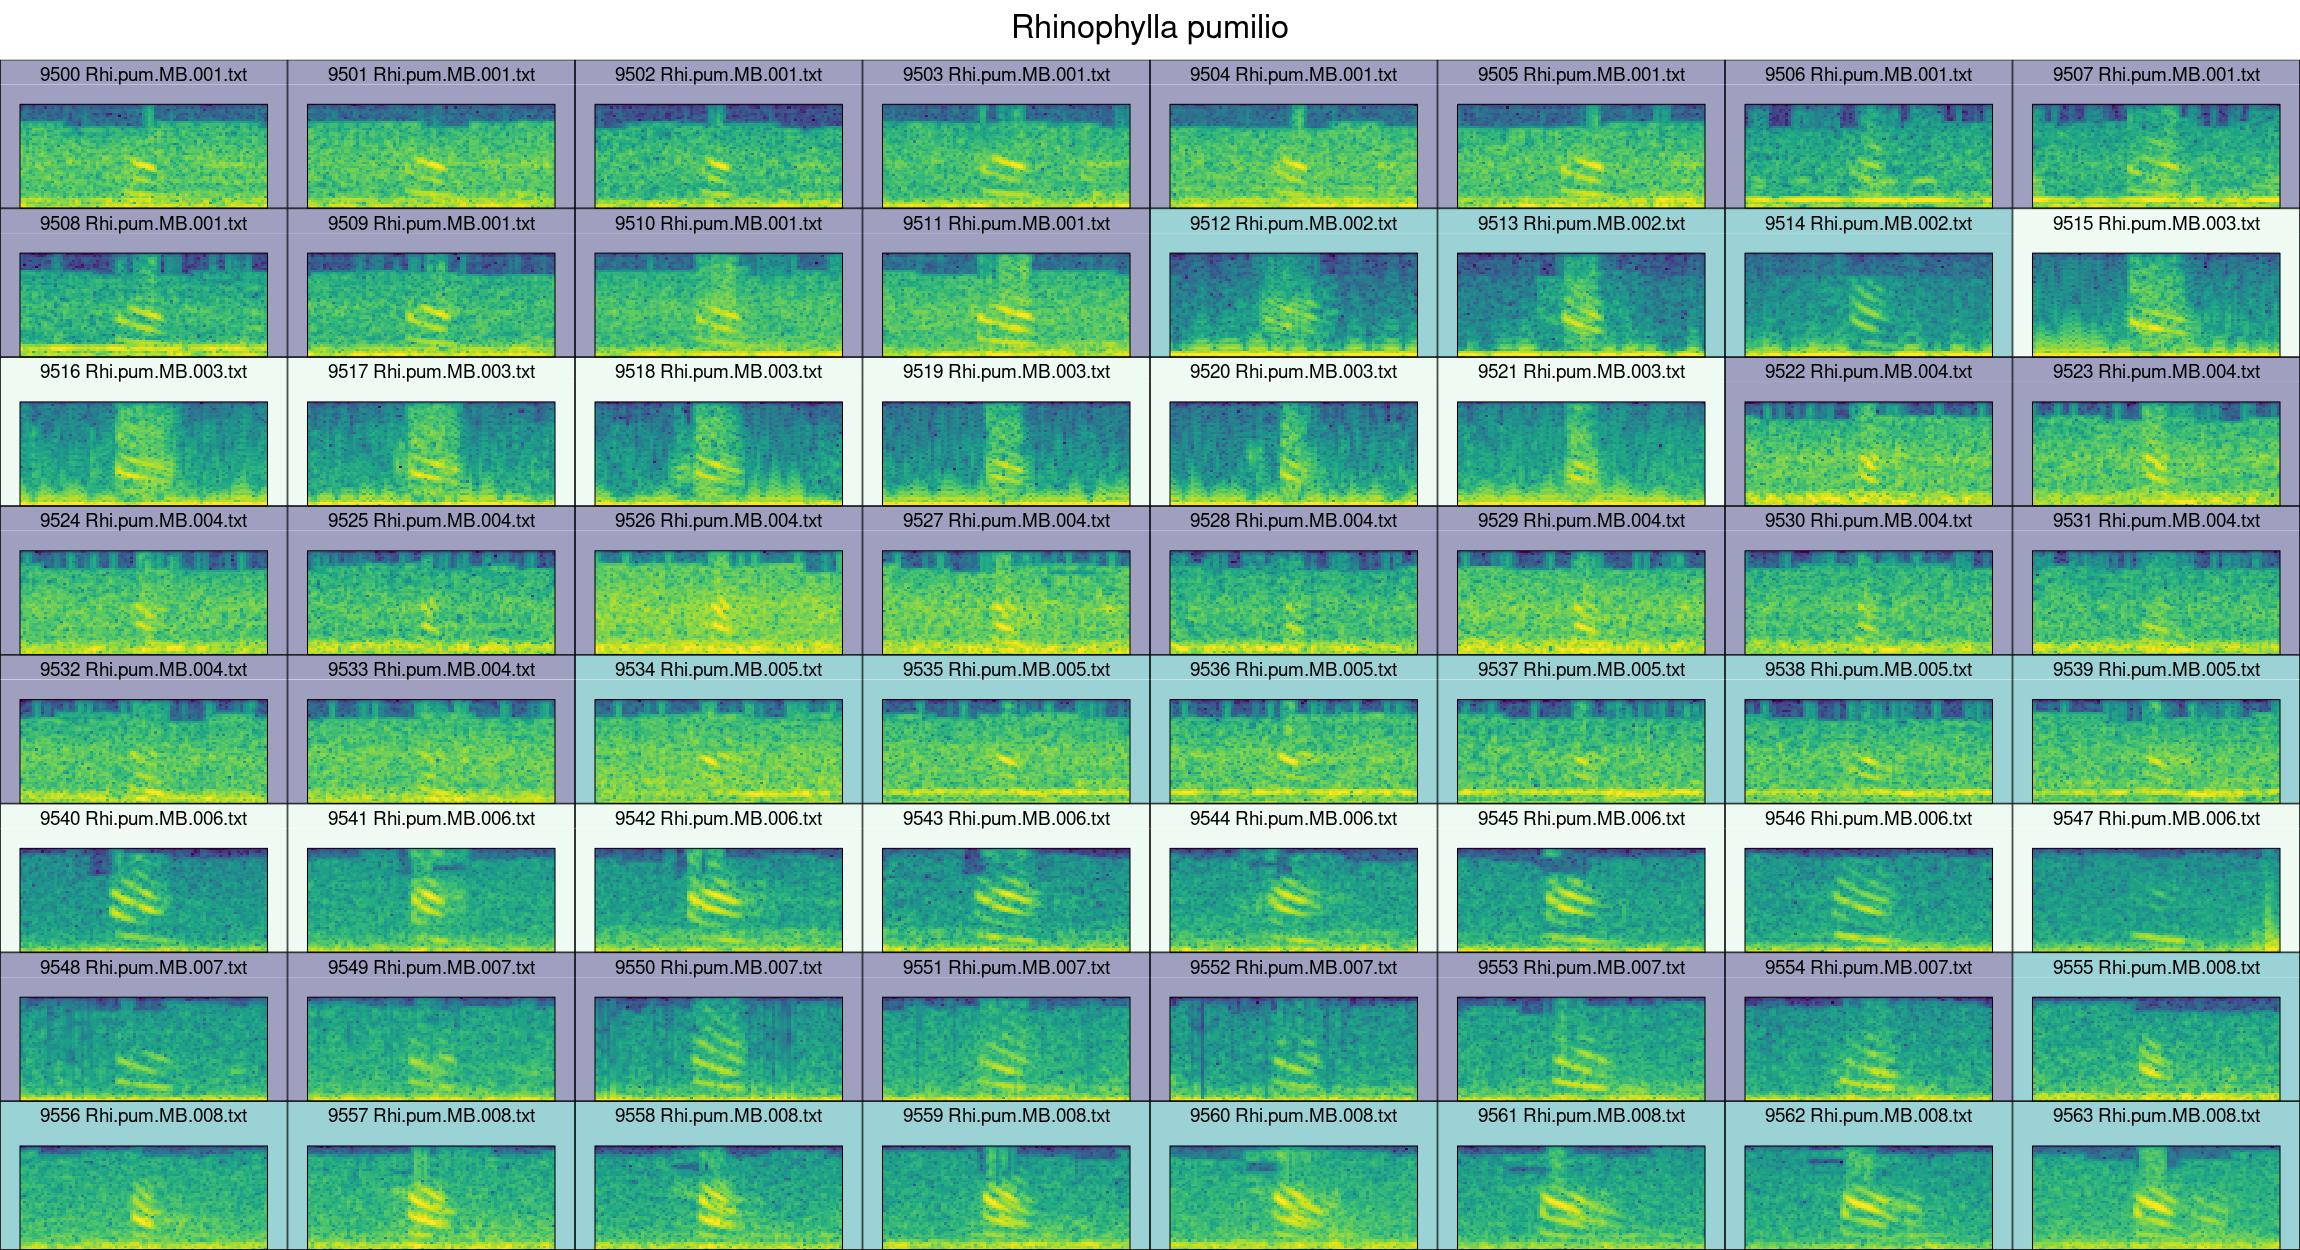 Rhinophylla pumilio
9500 Rhi.pum.MB.001.txt 9501 Rhi.pum.MB.001.txt 9502 Rhi.pum.MB.001.txt 9503 Rhi.pum.MB.001.txt 9504 Rhi.pum.MB.001.txt 9505 Rhi.pum.MB.001.txt 9506 Rhi.pum.MB.001.txt 9507 Rhi.pum.MB.001.txt
9508 Rhi.pum.MB.001.txt 9509 Rhi.pum.MB.001.txt 9510 Rhi.pum.MB.001.txt 9511 Rhi.pum.MB.001.txt 9512 Rhi.pum.MB.002.txt 9513 Rhi.pum.MB.002.txt 9514 Rhi.pum.MB.002.txt 9515 Rhi.pum.MB.003.txt
9516 Rhi.pum.MB.003.txt 9517 Rhi.pum.MB.003.txt 9518 Rhi.pum.MB.003.txt 9519 Rhi.pum.MB.003.txt 9520 Rhi.pum.MB.003.txt 9521 Rhi.pum.MB.003.txt 9522 Rhi.pum.MB.004.txt 9523 Rhi.pum.MB.004.txt
9524 Rhi.pum.MB.004.txt 9525 Rhi.pum.MB.004.txt 9526 Rhi.pum.MB.004.txt 9527 Rhi.pum.MB.004.txt 9528 Rhi.pum.MB.004.txt 9529 Rhi.pum.MB.004.txt 9530 Rhi.pum.MB.004.txt 9531 Rhi.pum.MB.004.txt
9532 Rhi.pum.MB.004.txt 9533 Rhi.pum.MB.004.txt 9534 Rhi.pum.MB.005.txt 9535 Rhi.pum.MB.005.txt 9536 Rhi.pum.MB.005.txt 9537 Rhi.pum.MB.005.txt 9538 Rhi.pum.MB.005.txt 9539 Rhi.pum.MB.005.txt
9540 Rhi.pum.MB.006.txt 9541 Rhi.pum.MB.006.txt 9542 Rhi.pum.MB.006.txt 9543 Rhi.pum.MB.006.txt 9544 Rhi.pum.MB.006.txt 9545 Rhi.pum.MB.006.txt 9546 Rhi.pum.MB.006.txt 9547 Rhi.pum.MB.006.txt
9548 Rhi.pum.MB.007.txt 9549 Rhi.pum.MB.007.txt 9550 Rhi.pum.MB.007.txt 9551 Rhi.pum.MB.007.txt 9552 Rhi.pum.MB.007.txt 9553 Rhi.pum.MB.007.txt 9554 Rhi.pum.MB.007.txt 9555 Rhi.pum.MB.008.txt
9556 Rhi.pum.MB.008.txt 9557 Rhi.pum.MB.008.txt 9558 Rhi.pum.MB.008.txt 9559 Rhi.pum.MB.008.txt 9560 Rhi.pum.MB.008.txt 9561 Rhi.pum.MB.008.txt 9562 Rhi.pum.MB.008.txt 9563 Rhi.pum.MB.008.txt